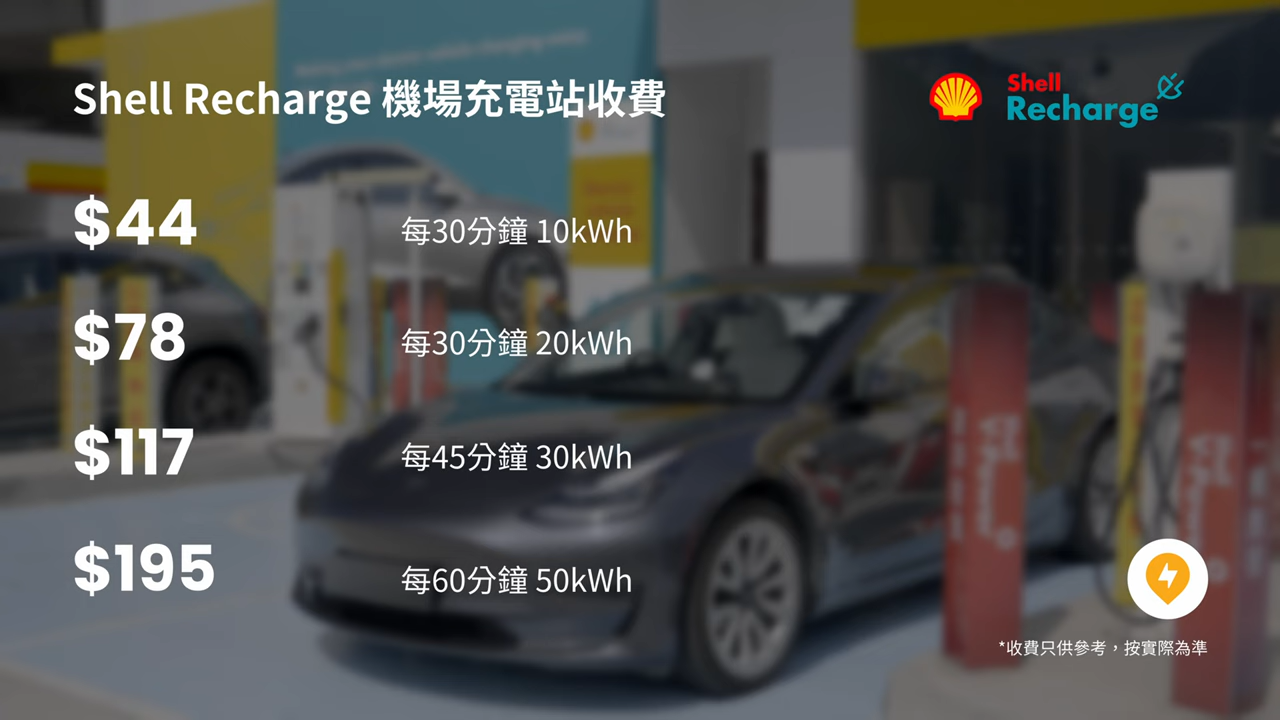 Shell Recharge 機場充電站收費
Shell
Recharge
$44
每30分鐘 10kWh
$78
每30分鐘 20kWh
$117
每45分鐘 30kWh
$195
每60分鐘 50kWh
*收費只供參考，按實際為準